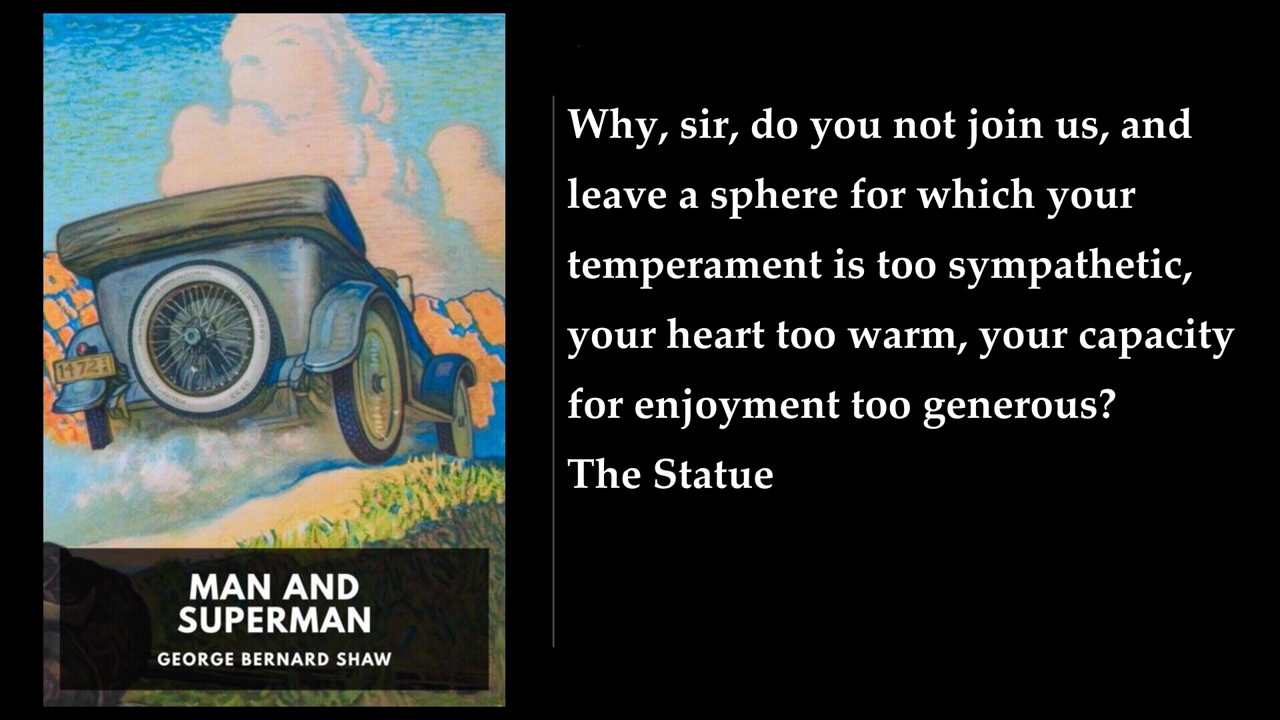 Why, sir, do you not join us, and
leave a sphere for which your
temperament is too sympathetic,
your heart too warm, your capacity
for enjoyment too generous?
The Statue
1472
MAN AND
SUPERMAN
GEORGE BERNARD SHAW